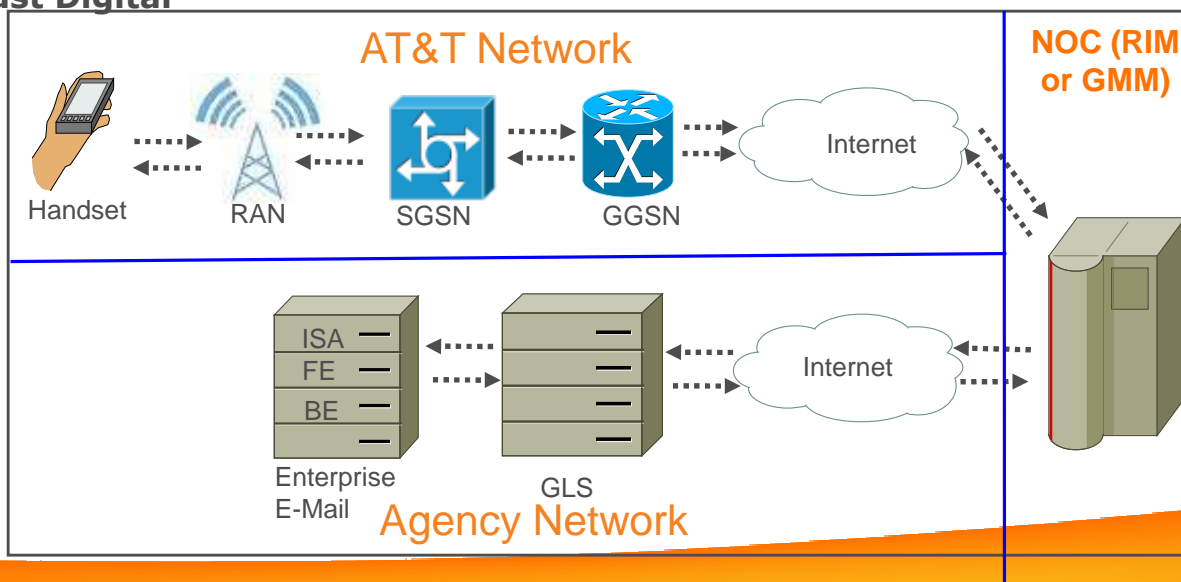 Digital
AT&T Network
NOC (RIM
or GMM)
Internet
Handset
RAN
SGSN
GGSN
ISA
FE
BE
Internet
Enterprise
E-Mail
GLS
Agency Network